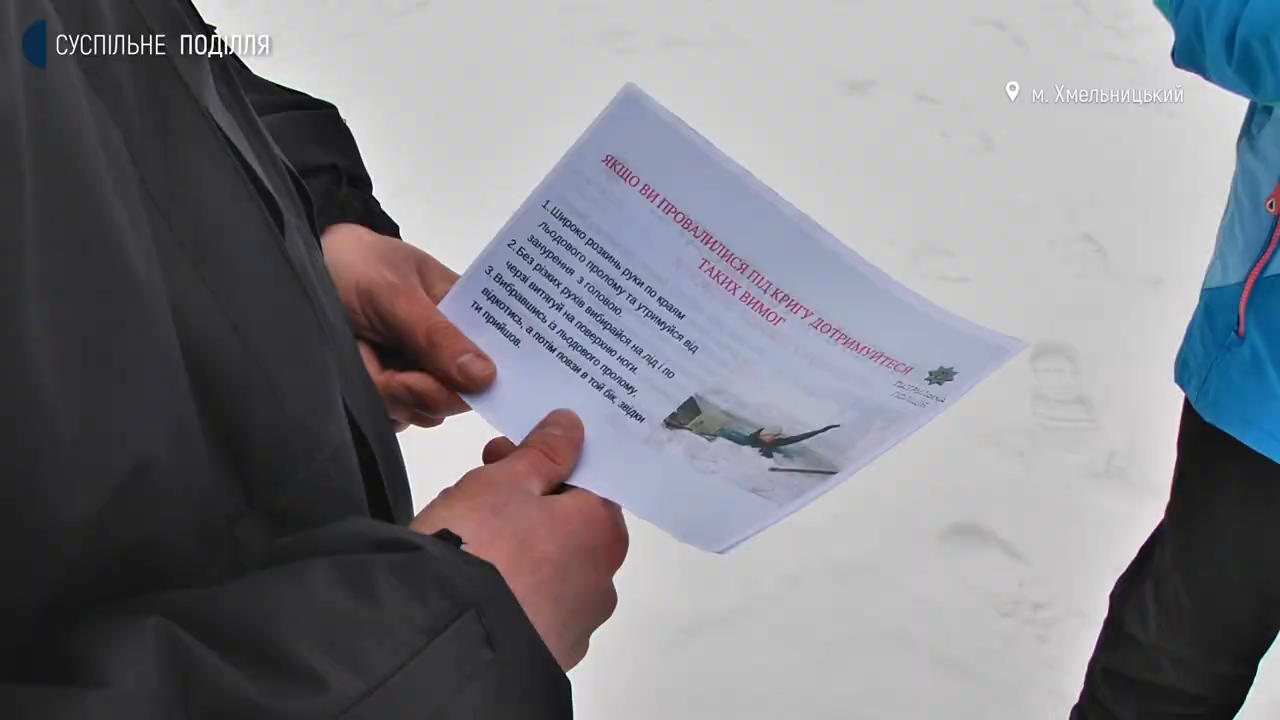 СУСПІЛЬНЕ ПОДІЛЛЯ
м. Хмельницький
ЯКЩО ВИ ПРОВАЛИЛИСЯ ПІД КРИГУ ДОТРИМУЙТЕСЯ
ТАКИХ ВИМОГ
1. Широко розкинь руки по краям
льодового пролому та утримуйся від
занурення з головою.
2. Без різких рухів вибирайся на лід і по
черзі витягуй на поверхню ноги.
3. Вибравшись із льодового пролому,
відкотись, а потім повзи в той бік, звідки
ти прийшов.
ПАТРУЛЬНА
ПОЛІЦІЯ